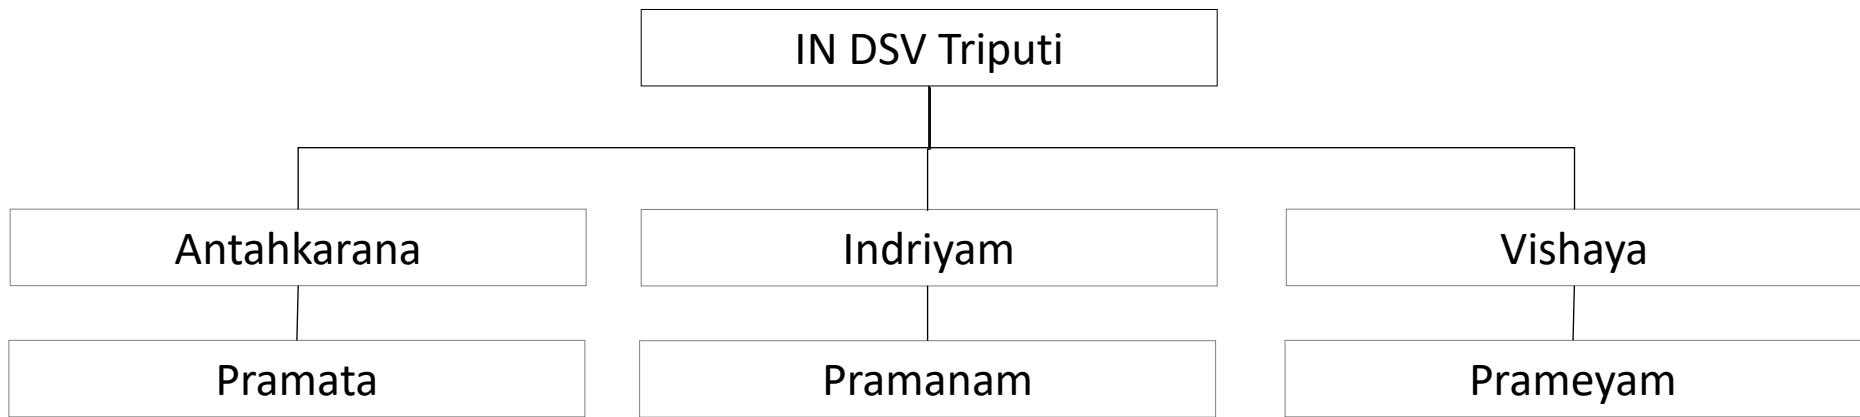 IN DSV Triputi
Antahkarana
Indriyam
Vishaya
Pramata
Pramanam
Prameyam